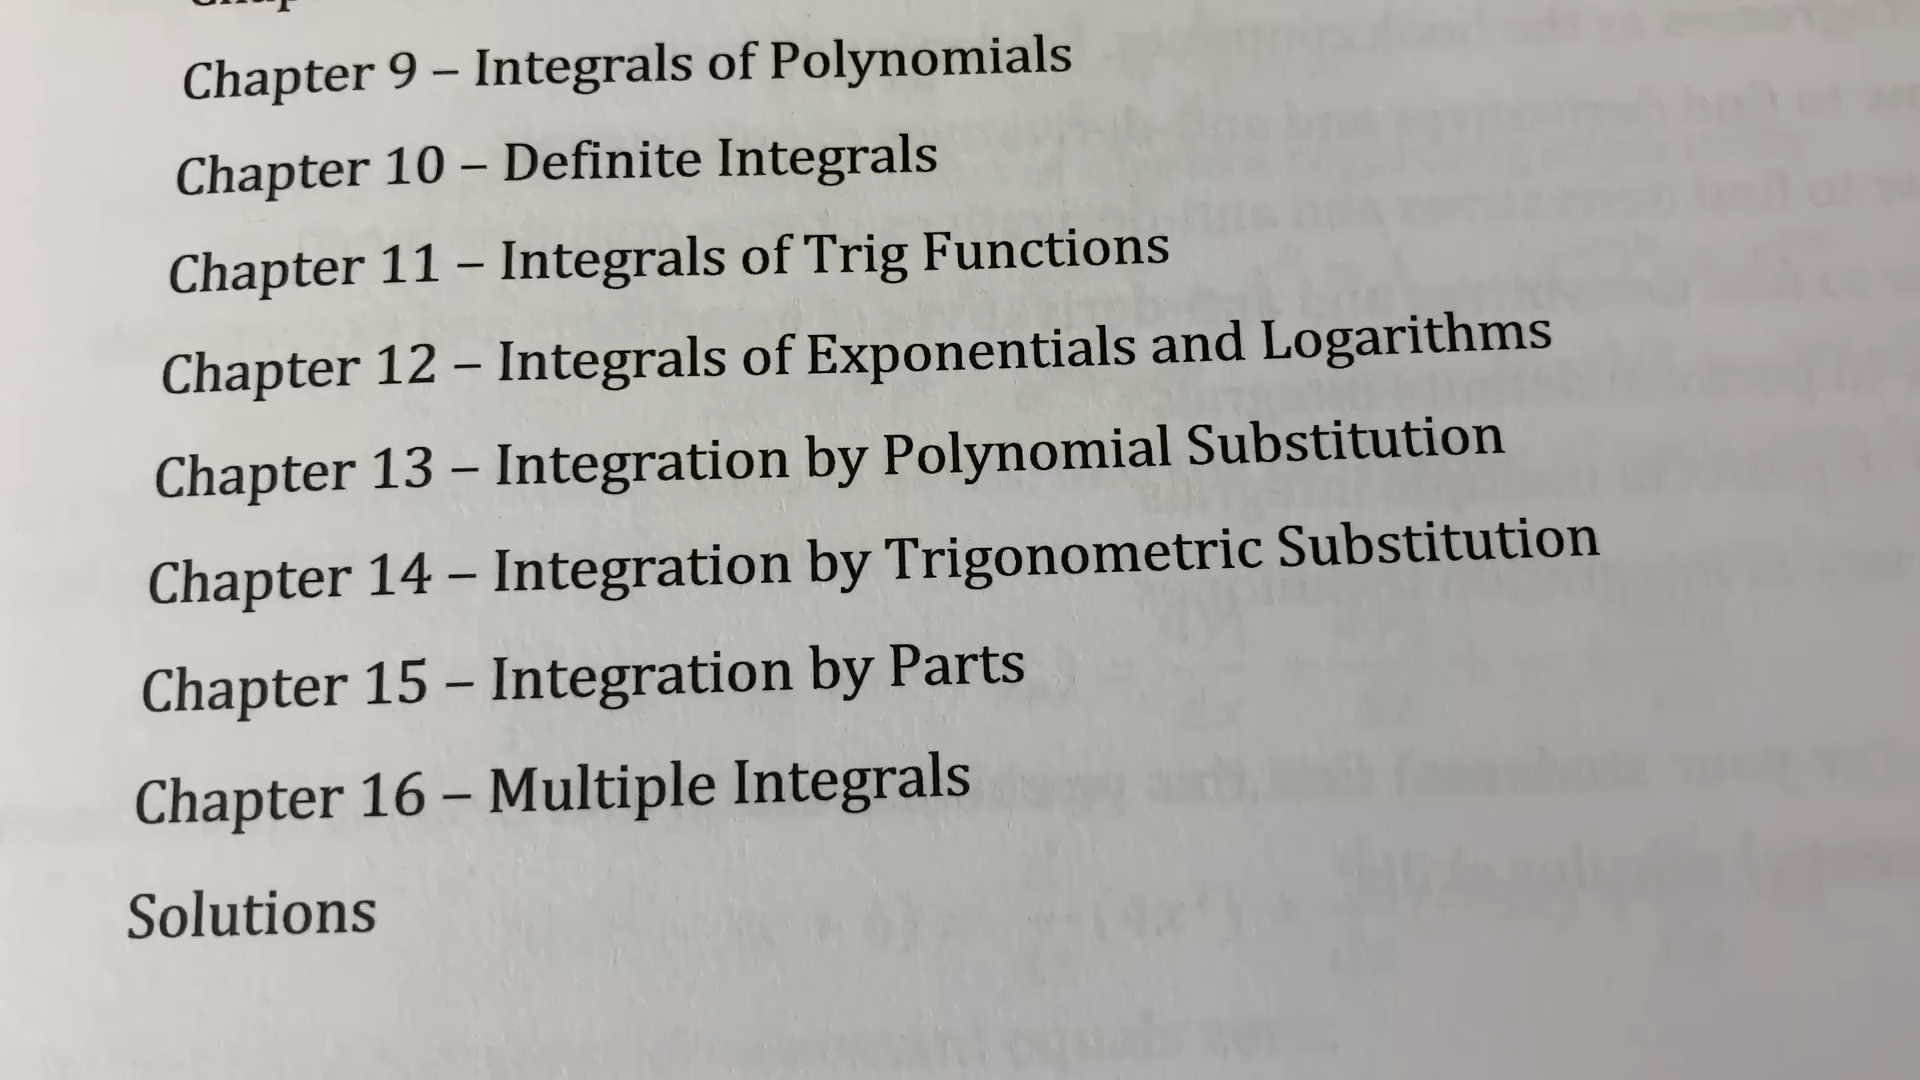 Chapter 9 – Integrals of Polynomials
Chapter 10 – Definite Integrals
Chapter 11 – Integrals of Trig Functions
Chapter 12 – Integrals of Exponentials and Logarithms
Chapter 13 – Integration by Polynomial Substitution
Chapter 14 – Integration by Trigonometric Substitution
Chapter 15 – Integration by Parts
Chapter 16 – Multiple Integrals
Solutions